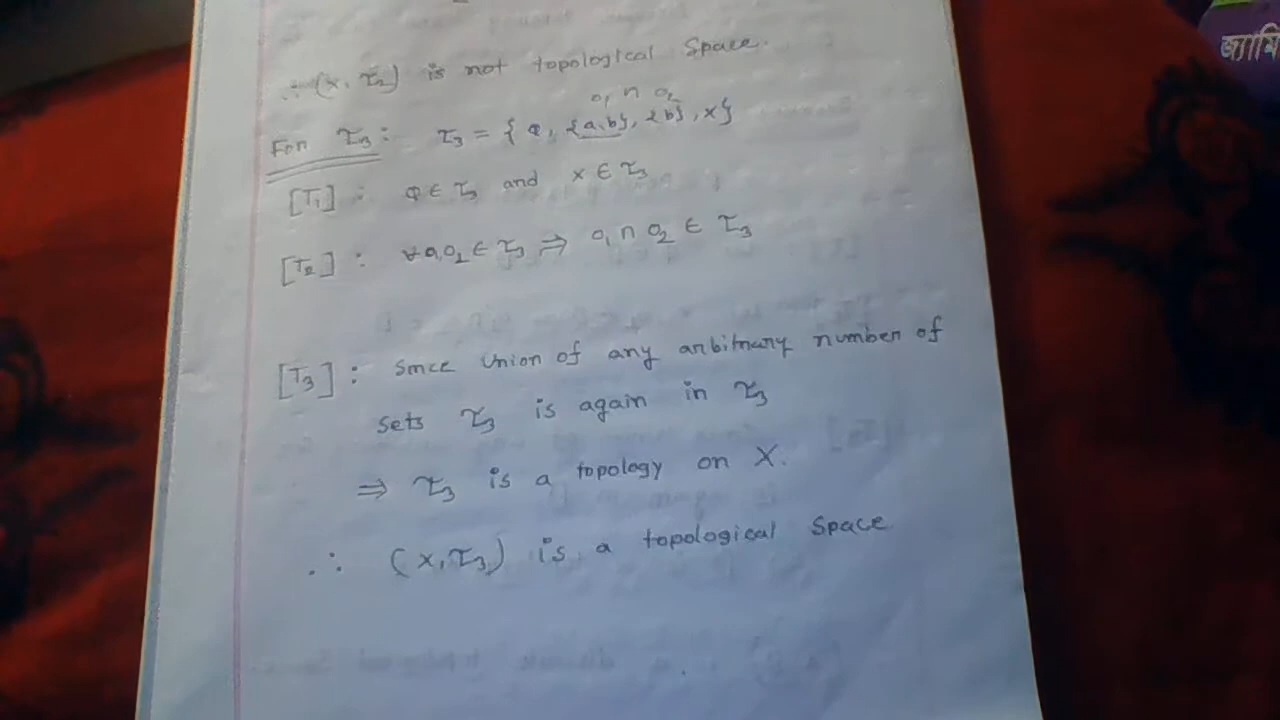 ∴ (X, τ₂) is not topological Space.
O₁ ∩ O₂
For τ₃: τ₃ = { φ, {a,b}, {b}, X}
[T₁] : φ ∈ τ₃ and X ∈ τ₃
[T₂] : ∀ O₁ O₂ ∈ τ₃ ⇒ O₁ ∩ O₂ ∈ τ₃
[T₃] : Since Union of any arbitrary number of
sets τ₃ is again in τ₃
⇒ τ₃ is a topology on X.
∴ (X, τ₃) is a topological Space.